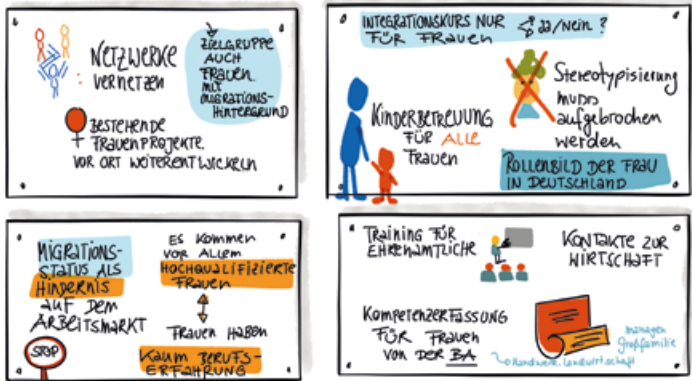 NETZWERKE
VERNETZEN
ZIELGRUPPE
AUCH
FRAUEN
MIT
MIGRATIONS-
HINTERGRUND
BESTEHENDE
FRAUENPROJEKTE
VOR ORT WEITERENTWICKELN
INTEGRATIONSKURS NUR
FÜR FRAUEN
JA/NEIN?
KINDERBETREUUNG
FÜR ALLE
FRAUEN
Stereotypisierung
muss
aufgebrochen
werden
ROLLENBILD DER FRAU
IN DEUTSCHLAND
MIGRATIONS-
STATUS ALS
HINDERNIS
AUF DEM
ARBEITSMARKT
STOP
ES KOMMEN
VOR ALLEM
HOCHQUALIFIZIERTE
FRAUEN
FRAUEN HABEN
KAUM BERUFS-
ERFAHRUNG
TRAINING FÜR
EHRENAMTLICHE
KONTAKTE ZUR
WIRTSCHAFT
KOMPETENZERFASSUNG
FÜR FRAUEN
VON DER BA
managen
Großfamilie
Handwerk, Landwirtschaft